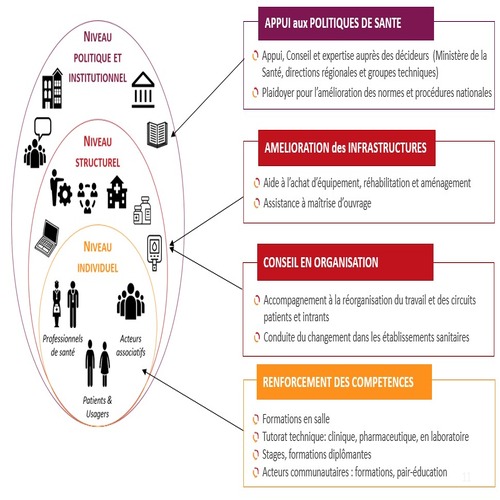 NIVEAU
POLITIQUE ET
INSTITUTIONNEL
NIVEAU
STRUCTUREL
NIVEAU
INDIVIDUEL
Professionnels
de santé
Acteurs
associatifs
Patients &
Usagers
APPUI aux POLITIQUES DE SANTE
Appui, Conseil et expertise auprès des décideurs (Ministère de la
Santé, directions régionales et groupes techniques)
Plaidoyer pour l'amélioration des normes et procédures nationales
AMELIORATION des INFRASTRUCTURES
Aide à l'achat d'équipement, réhabilitation et aménagement
Assistance à maîtrise d'ouvrage
CONSEIL EN ORGANISATION
Accompagnement à la réorganisation du travail et des circuits
patients et intrants
Conduite du changement dans les établissements sanitaires
RENFORCEMENT DES COMPETENCES
Formations en salle
Tutorat technique: clinique, pharmaceutique, en laboratoire
Stages, formations diplômantes
Acteurs communautaires : formations, pair-éducation